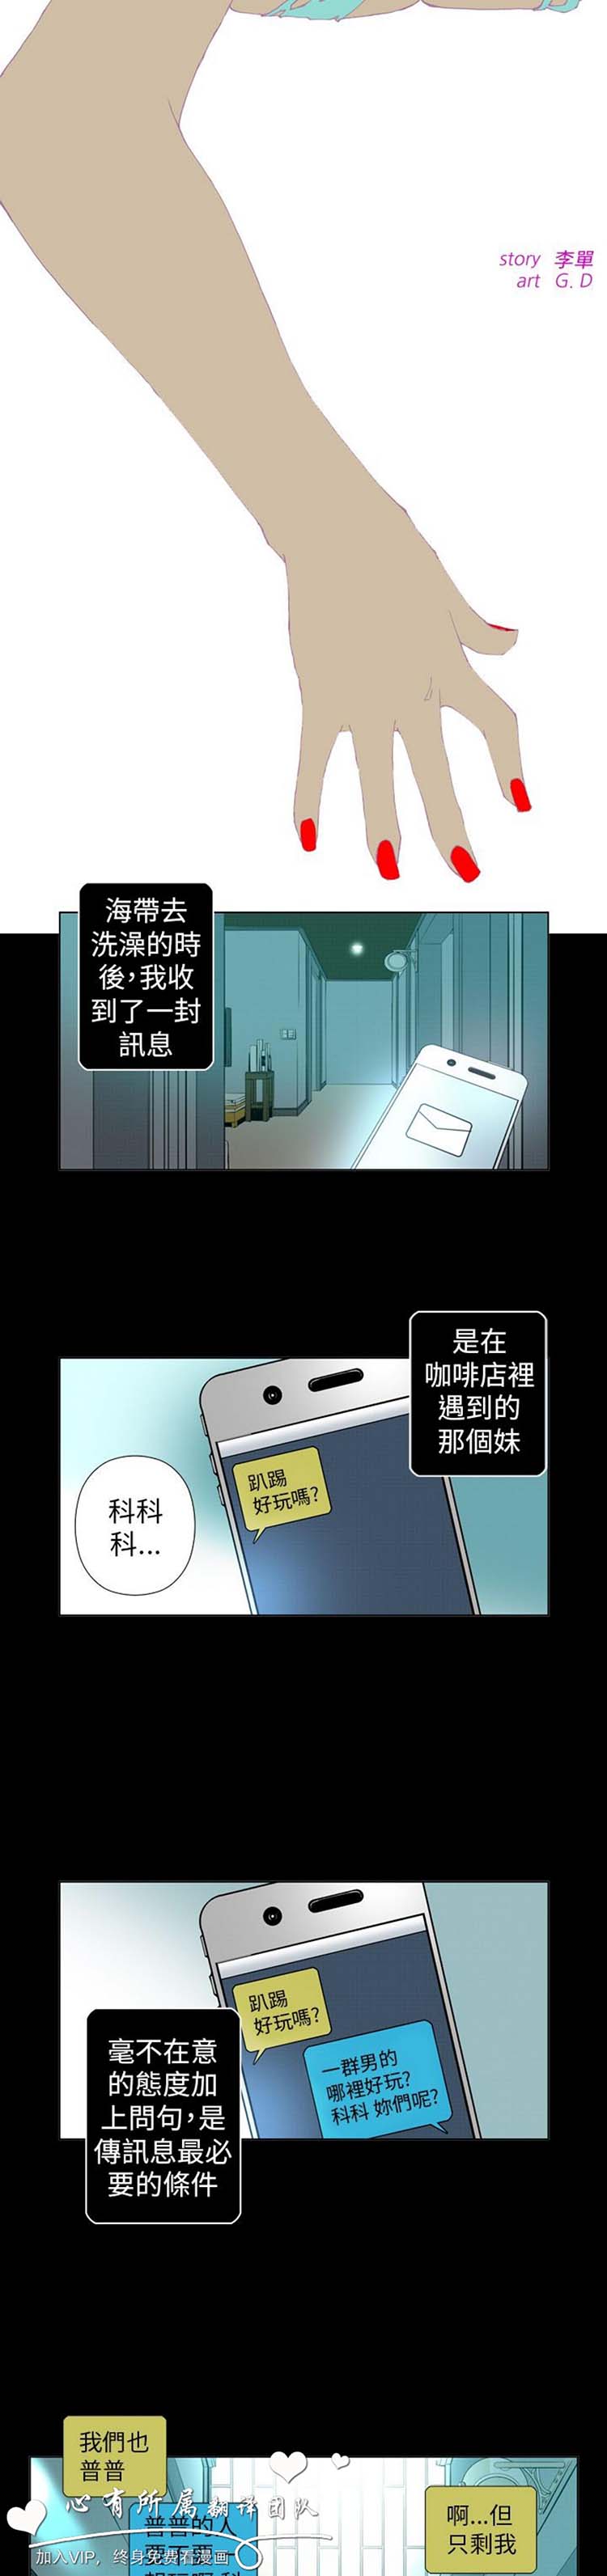 story 李單
art G. D
海帶去
洗澡的時
後，我收
到了一封
訊息
是在
咖啡店裡
遇到的
那個妹
趴踢
好玩嗎?
科科
科...
趴踢
好玩嗎?
一群男的
哪裡好玩?
科科 妳們呢?
毫不在意
的態度加
上問句，是
傳訊息最必
要的條件
我們也
普普
啊...但
只剩我
普普的人
心有所属翻译团队
加入VIP，终身免费看漫画